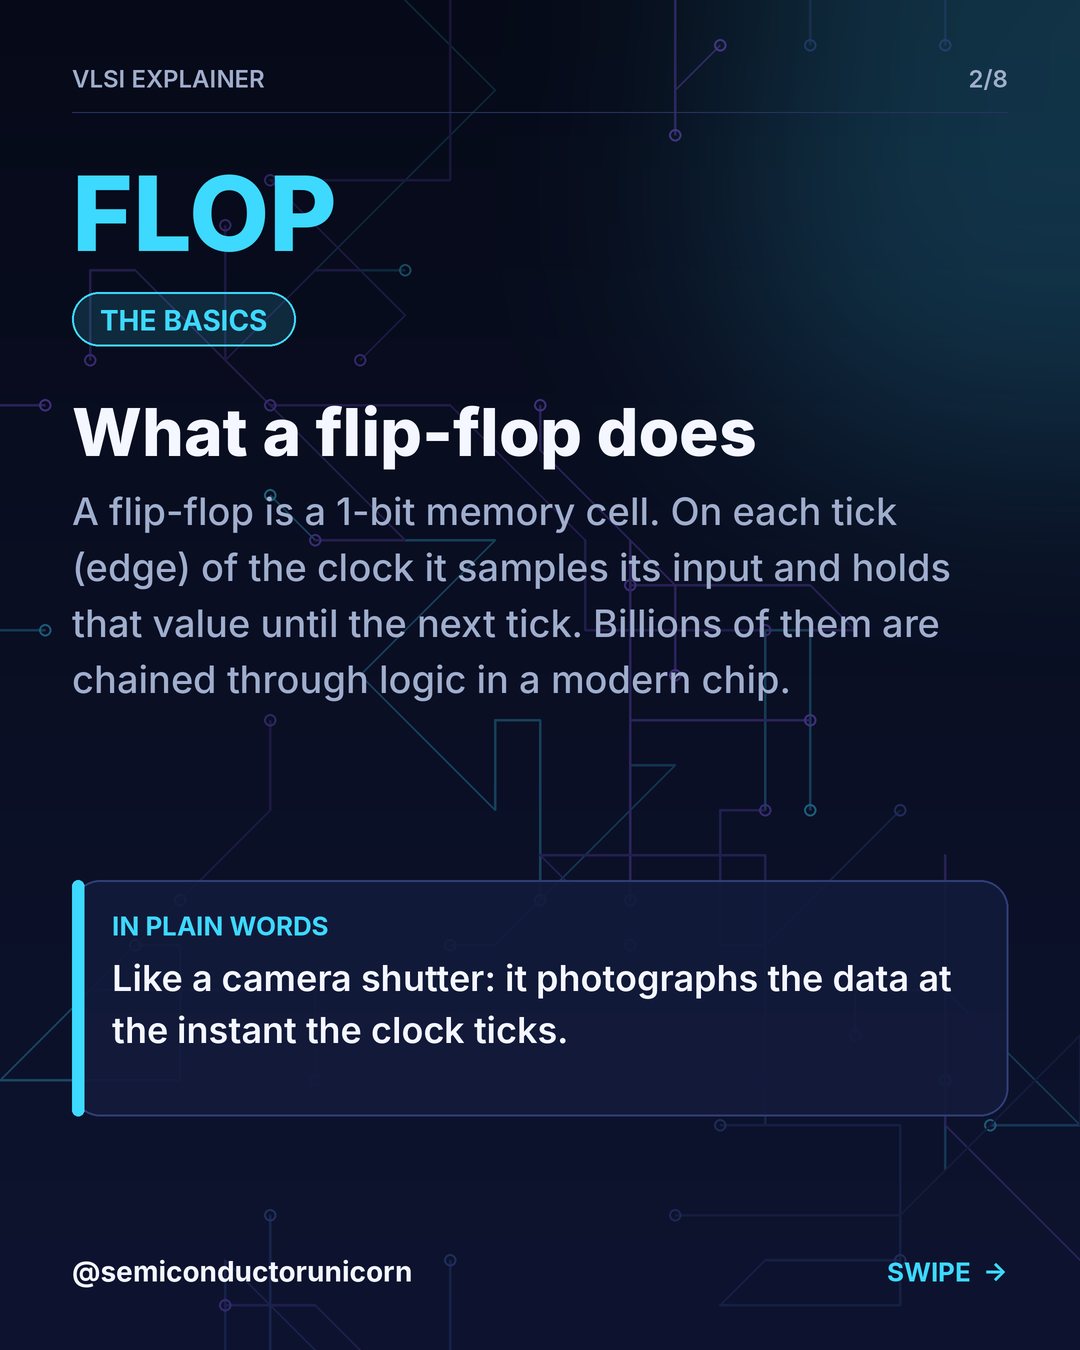 VLSI EXPLAINER
2/8
FLOP
THE BASICS
What a flip-flop does
A flip-flop is a 1-bit memory cell. On each tick
(edge) of the clock it samples its input and holds
that value until the next tick. Billions of them are
chained through logic in a modern chip.
IN PLAIN WORDS
Like a camera shutter: it photographs the data at
the instant the clock ticks.
@semiconductorunicorn
SWIPE →